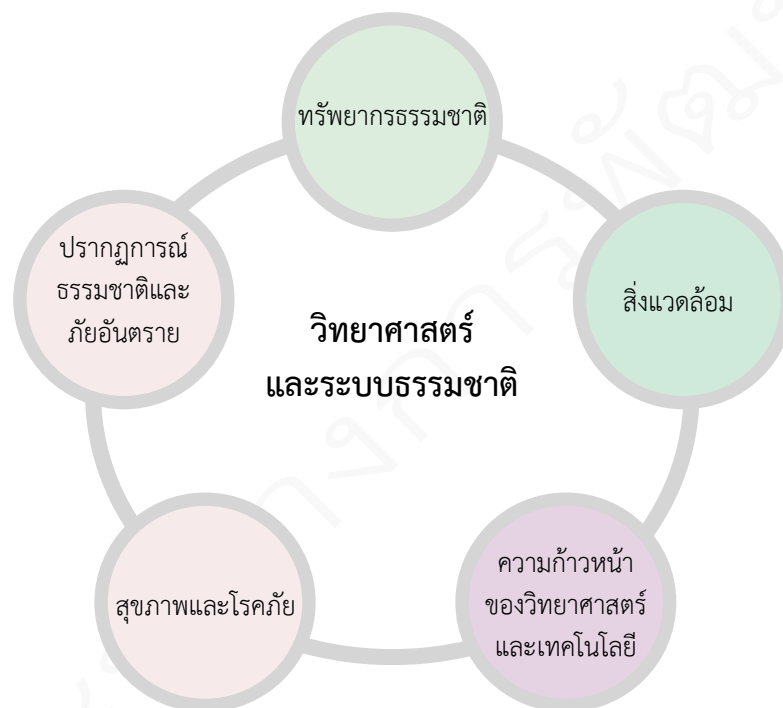 ทรัพยากรธรรมชาติ
สิ่งแวดล้อม
ความก้าวหน้า
ของวิทยาศาสตร์
และเทคโนโลยี
สุขภาพและโรคภัย
ปรากฏการณ์
ธรรมชาติและ
ภัยอันตราย
วิทยาศาสตร์
และระบบธรรมชาติ